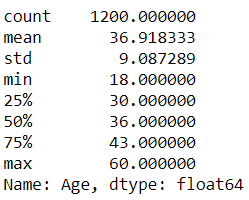 count    1200.000000
mean       36.918333
std         9.087289
min        18.000000
25%        30.000000
50%        36.000000
75%        43.000000
max        60.000000
Name: Age, dtype: float64